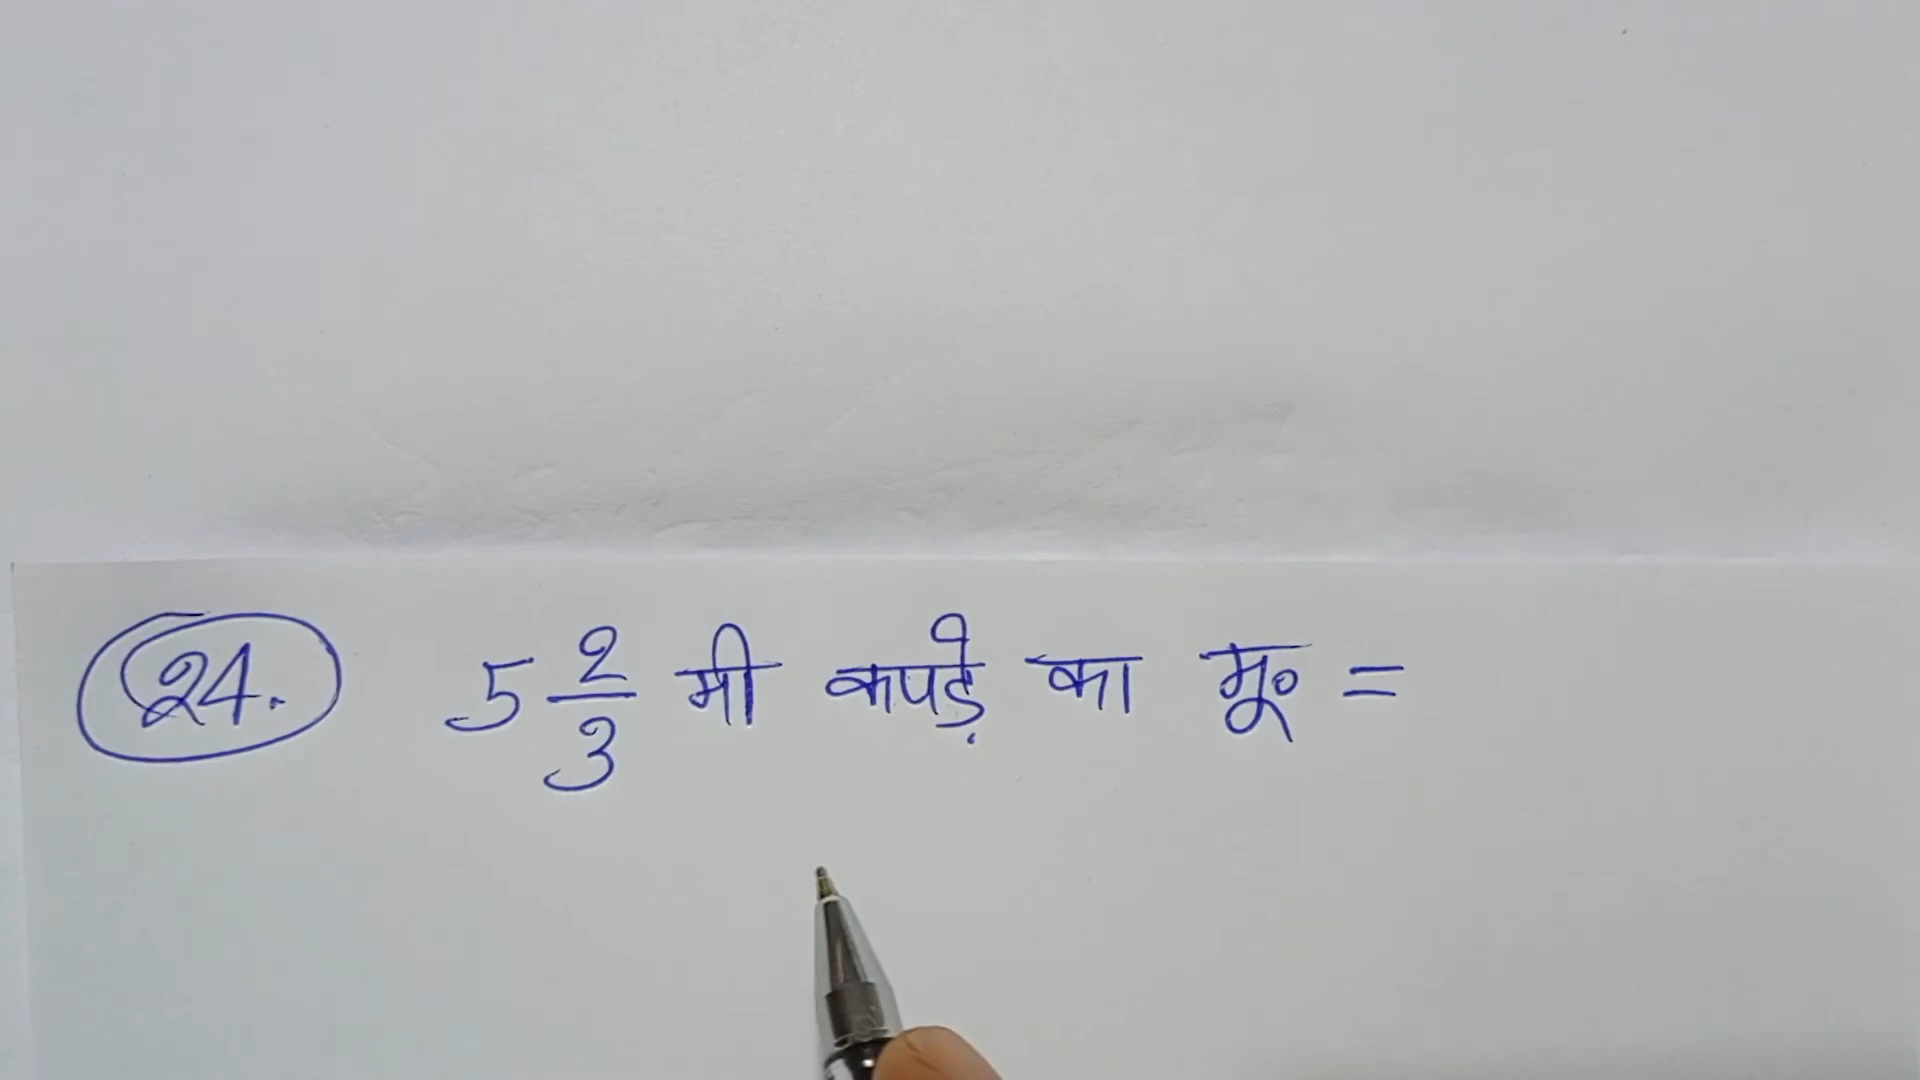 24. 5 2/3 मी कपड़े का मू० =